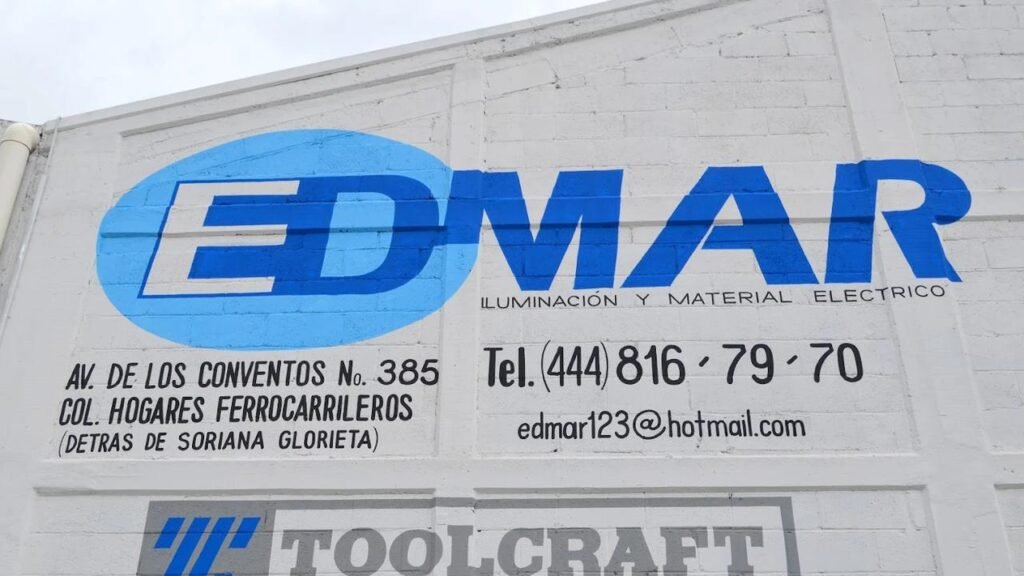 EDMAR
ILUMINACIÓN Y MATERIAL ELECTRICO
AV. DE LOS CONVENTOS No. 385
COL. HOGARES FERROCARRILEROS
(DETRAS DE SORIANA GLORIETA)
Tel. (444) 816-79-70
edmar123@hotmail.com
TOOLCRAFT